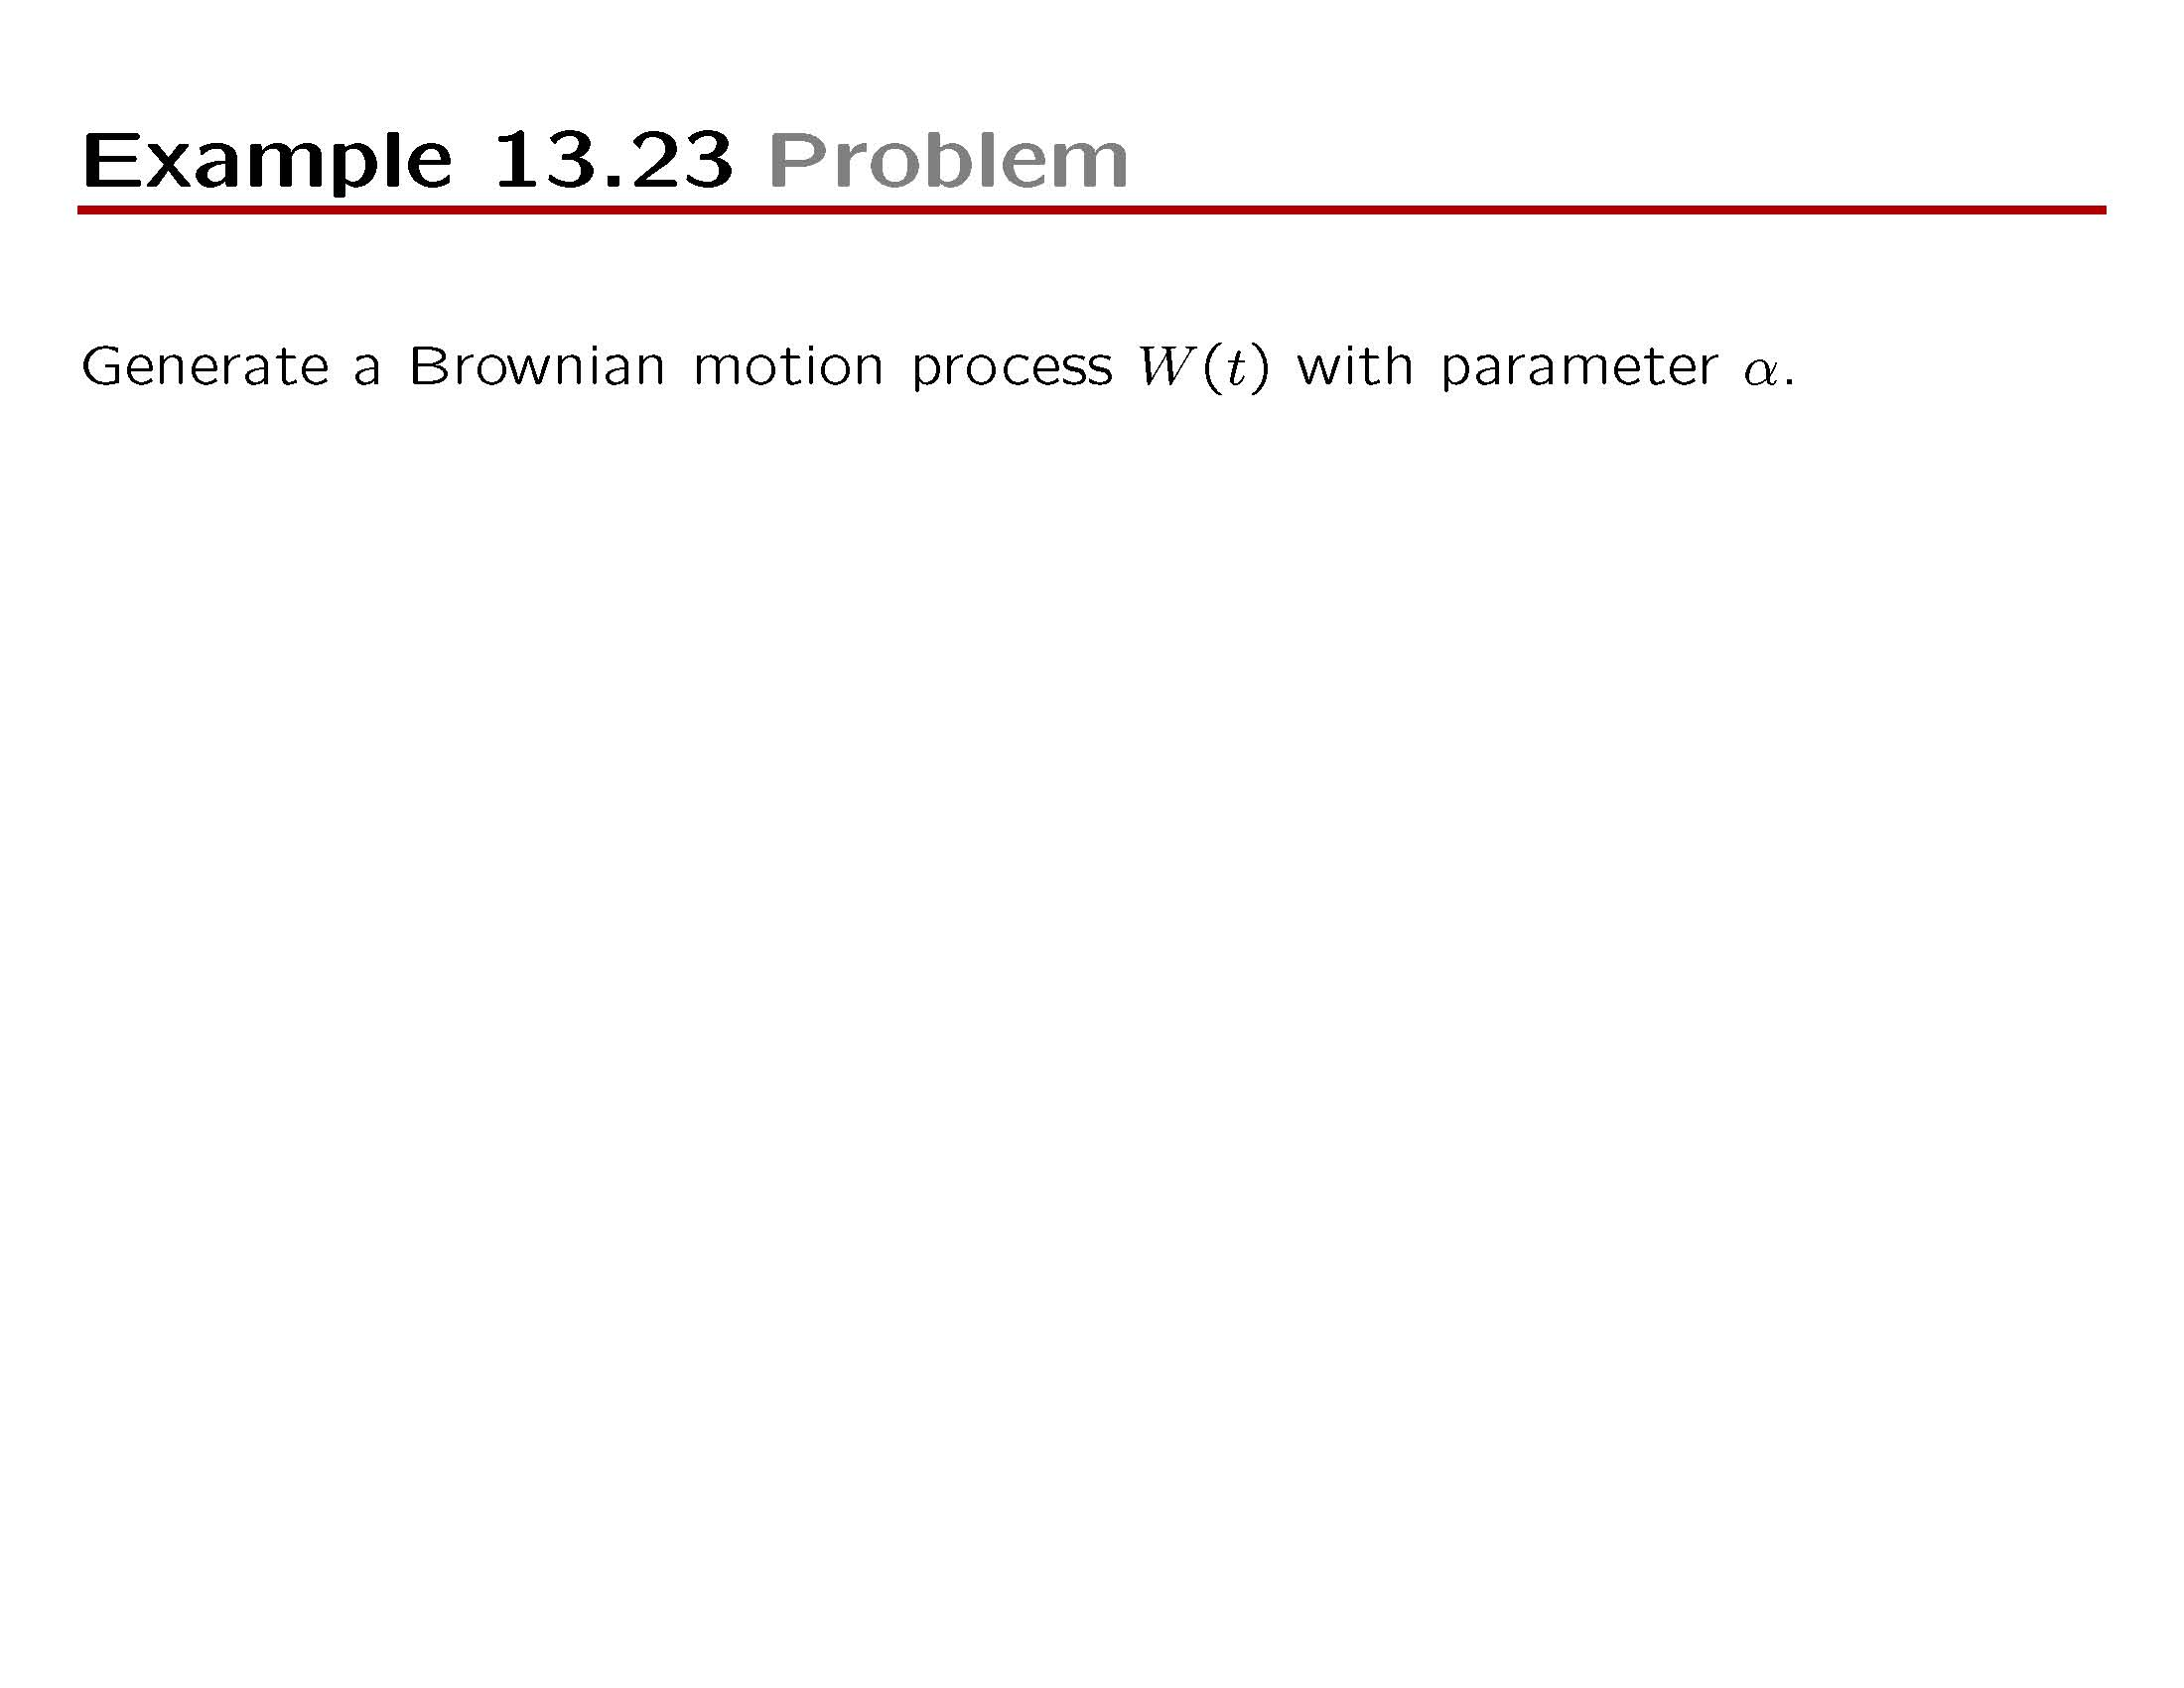 Example 13.23 Problem
Generate a Brownian motion process W(t) with parameter α.